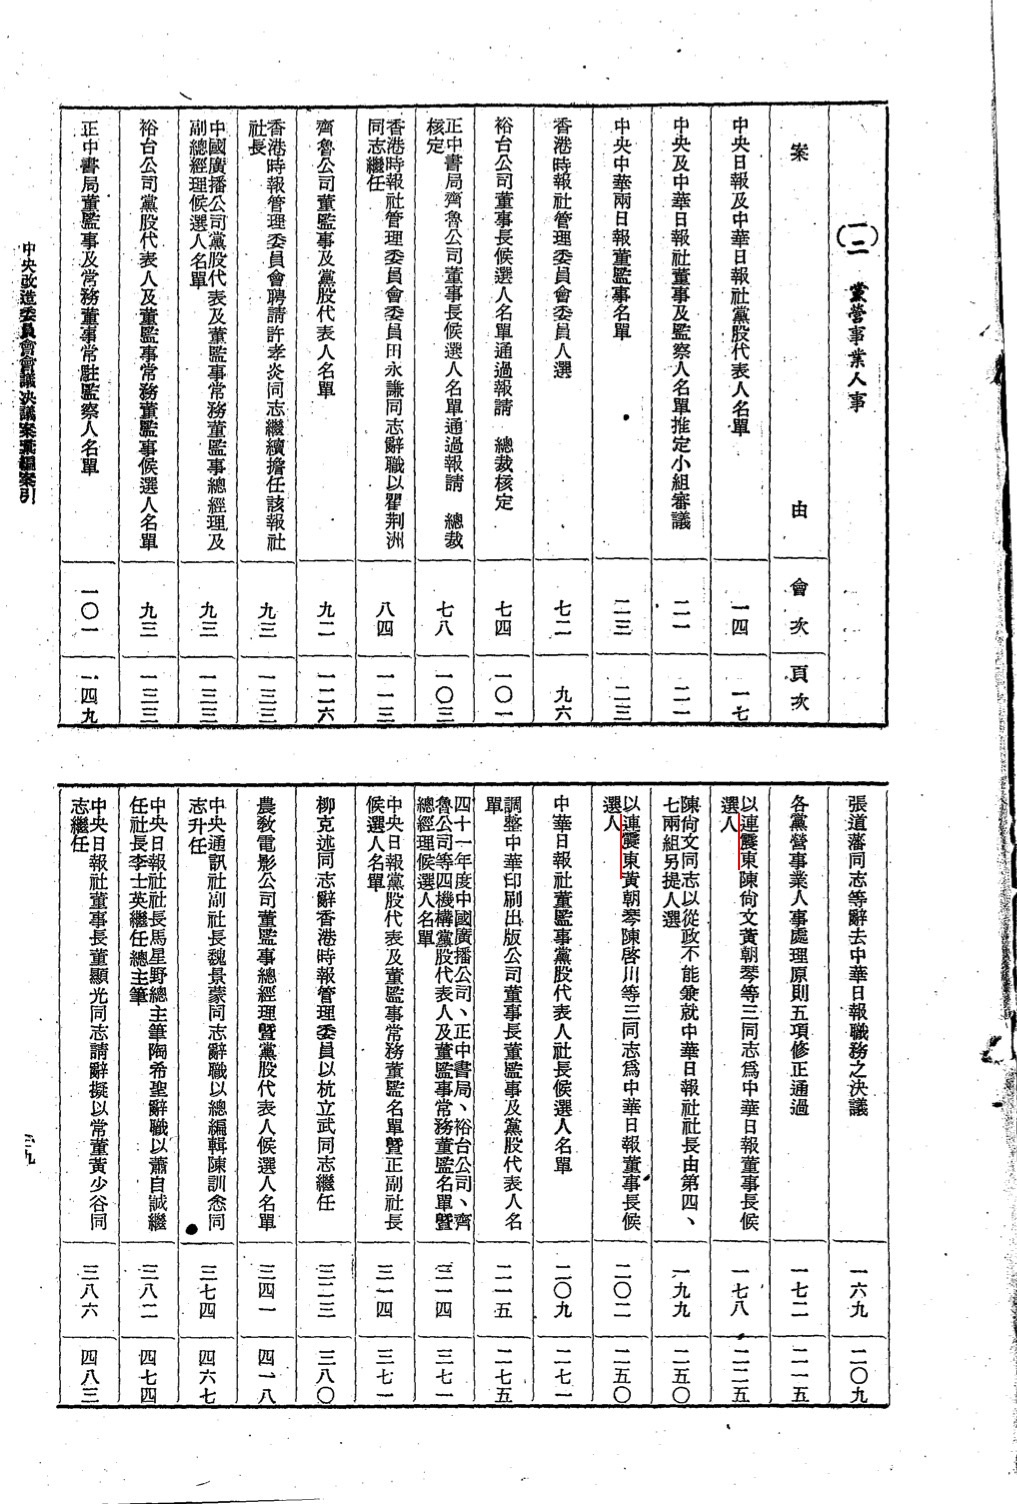 (一二) 黨營事業人事
案 由 會次 頁次
中央日報及中華日報社黨股代表人名單 一四 一七
中央及中華日報社董事及監察人名單推定小組審議 二一 二一
中央中華兩日報董監事名單 二三 二三
香港時報社管理委員會委員人選 七二 九六
裕台公司董事長候選人名單通過報請 總裁核定 七四 一〇一
正中書局齊魯公司董事長候選人名單通過報請 總裁
核定 七八 一〇三
香港時報社管理委員會委員田永謙同志辭職以瞿荆洲
同志繼任 八四 一一三
齊魯公司董監事及黨股代表人名單 九二 一二六
香港時報管理委員會聘請許孝炎同志繼續擔任該報社
社長 九三 一三三
中國廣播公司黨股代表及董監事常務董監事總經理及
副總經理候選人名單 九三 一三三
裕台公司黨股代表人及董監事常務董監事候選人名單 九三 一三三
正中書局董監事及常務董事常駐監察人名單 一〇一 一四九
張道藩同志等辭去中華日報職務之決議 一六九 二〇九
各黨營事業人事處理原則五項修正通過 一七二 二一五
以連震東陳尙文黃朝琴等三同志爲中華日報董事長候
選人 一七八 二二五
陳尙文同志以從政不能兼就中華日報社社長由第四、
七兩組另提人選 一九九 二五〇
以連震東黃朝琴陳啓川等三同志爲中華日報董事長候
選人 二〇二 二五〇
中華日報社董監事黨股代表人社長候選人名單 二〇九 二七一
調整中華印刷出版公司董事長董監事及黨股代表人名
單 二一五 二七五
四十一年度中國廣播公司、正中書局、裕台公司、齊
魯公司等四機構黨股代表人及董監事常務董監名單曁
總經理候選人名單 三一四 三七一
中央日報黨股代表及董監事常務董監名單曁正副社長
候選人名單 三一四 三七一
柳克述同志辭香港時報管理委員以杭立武同志繼任 三二三 三八〇
農教電影公司董監事總經理曁黨股代表人候選人名單 三四一 四一八
中央通訊社副社長魏景蒙同志辭職以總編輯陳訓悆同
志升任 三七四 四六七
中央日報社社長馬星野總主筆陶希聖辭職以蕭自誠繼
任社長李士英繼任總主筆 三八二 四七四
中央日報社董事長董顯光同志請辭擬以常董黃少谷同
志繼任 三八六 四八三
中央改造委員會會議決議案彙編索引
三九